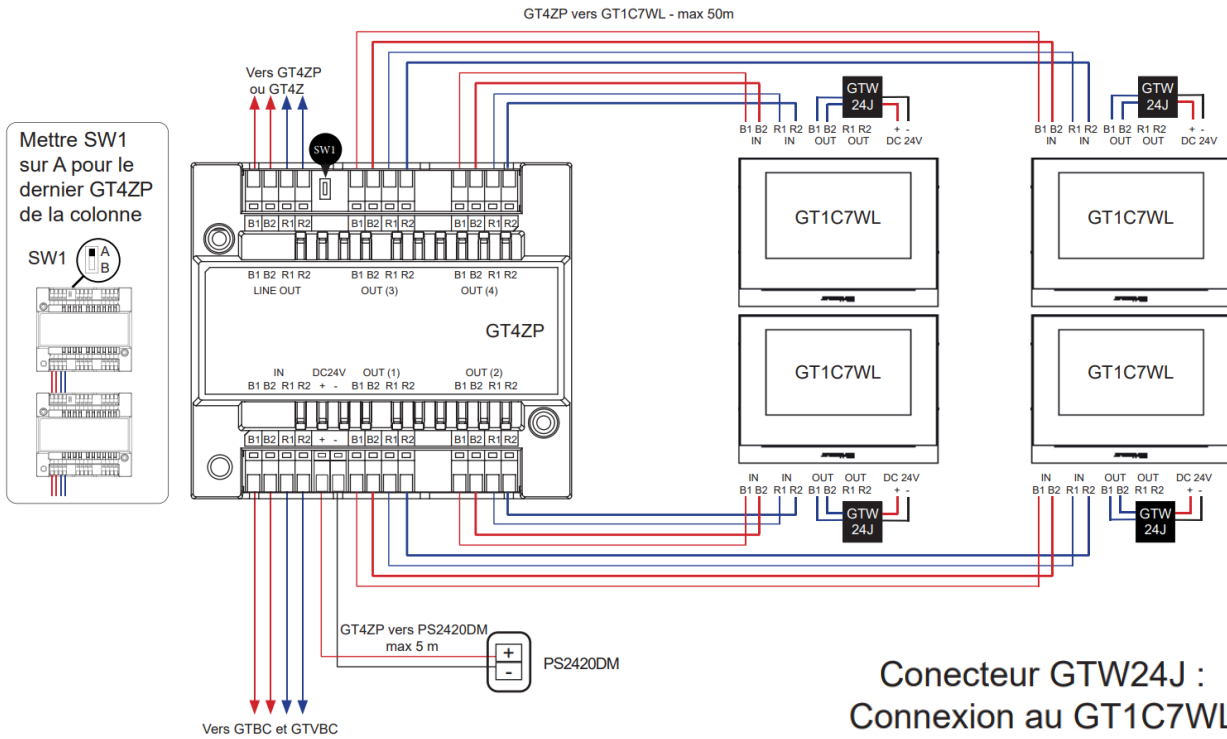 GT4ZP vers GT1C7WL - max 50m
Vers GT4ZP
ou GT4Z
Mettre SW1
sur A pour le
dernier GT4ZP
de la colonne
SW1
A
B
SW1
B1 B2 R1 R2
B1 B2 R1 R2
B1 B2 R1 R2
B1 B2 R1 R2
LINE OUT
B1 B2 R1 R2
OUT (3)
B1 B2 R1 R2
OUT (4)
GT4ZP
IN
B1 B2 R1 R2
DC24V
+ -
OUT (1)
B1 B2 R1 R2
OUT (2)
B1 B2 R1 R2
B1 B2 R1 R2 + - B1 B2 R1 R2
B1 B2 R1 R2
GTW
24J
B1 B2 R1 R2 B1 B2 R1 R2 + -
IN IN OUT OUT DC 24V
GT1C7WL
GTW
24J
B1 B2 R1 R2 B1 B2 R1 R2 + -
IN IN OUT OUT DC 24V
GT1C7WL
GT1C7WL
IN IN OUT OUT DC 24V
B1 B2 R1 R2 B1 B2 R1 R2 + -
GTW
24J
GT1C7WL
IN IN OUT OUT DC 24V
B1 B2 R1 R2 B1 B2 R1 R2 + -
GTW
24J
GT4ZP vers PS2420DM
max 5 m
+
-
PS2420DM
Vers GTBC et GTVBC
Conecteur GTW24J :
Connexion au GT1C7WL